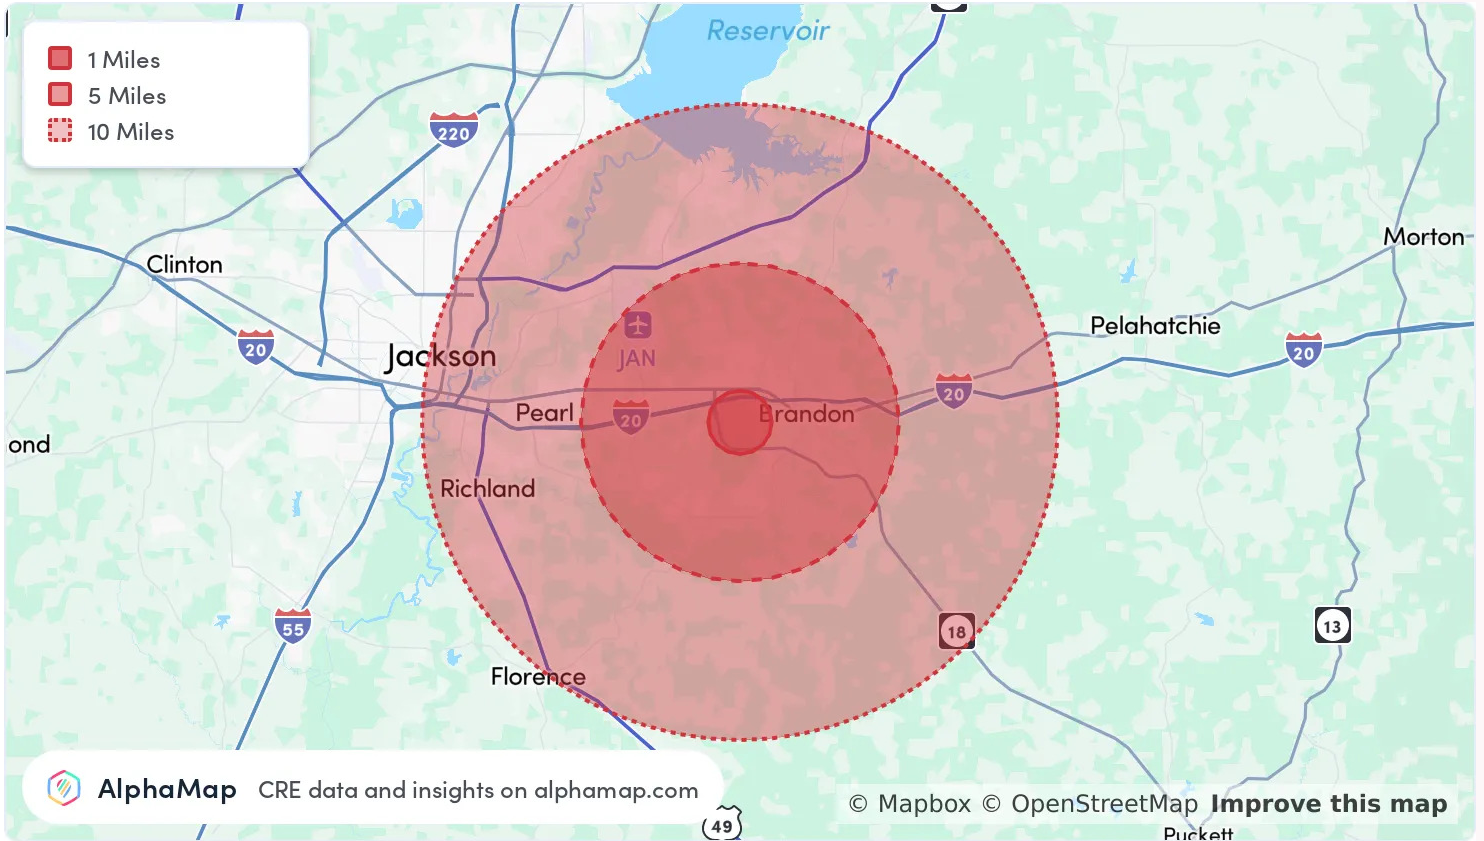 Reservoir
1 Miles
5 Miles
10 Miles
220
Clinton
Morton
20
Jackson
JAN
Pelahatchie
20
20
Pearl
20
Brandon
ond
Richland
55
18
13
Florence
AlphaMap CRE data and insights on alphamap.com
49
© Mapbox © OpenStreetMap Improve this map
Puckett